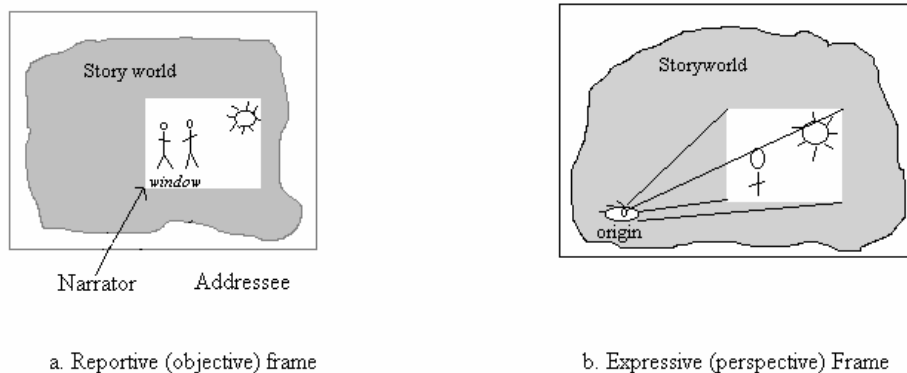 Story world
window
Narrator
Addressee
a. Reportive (objective) frame
Storyworld
origin
b. Expressive (perspective) Frame